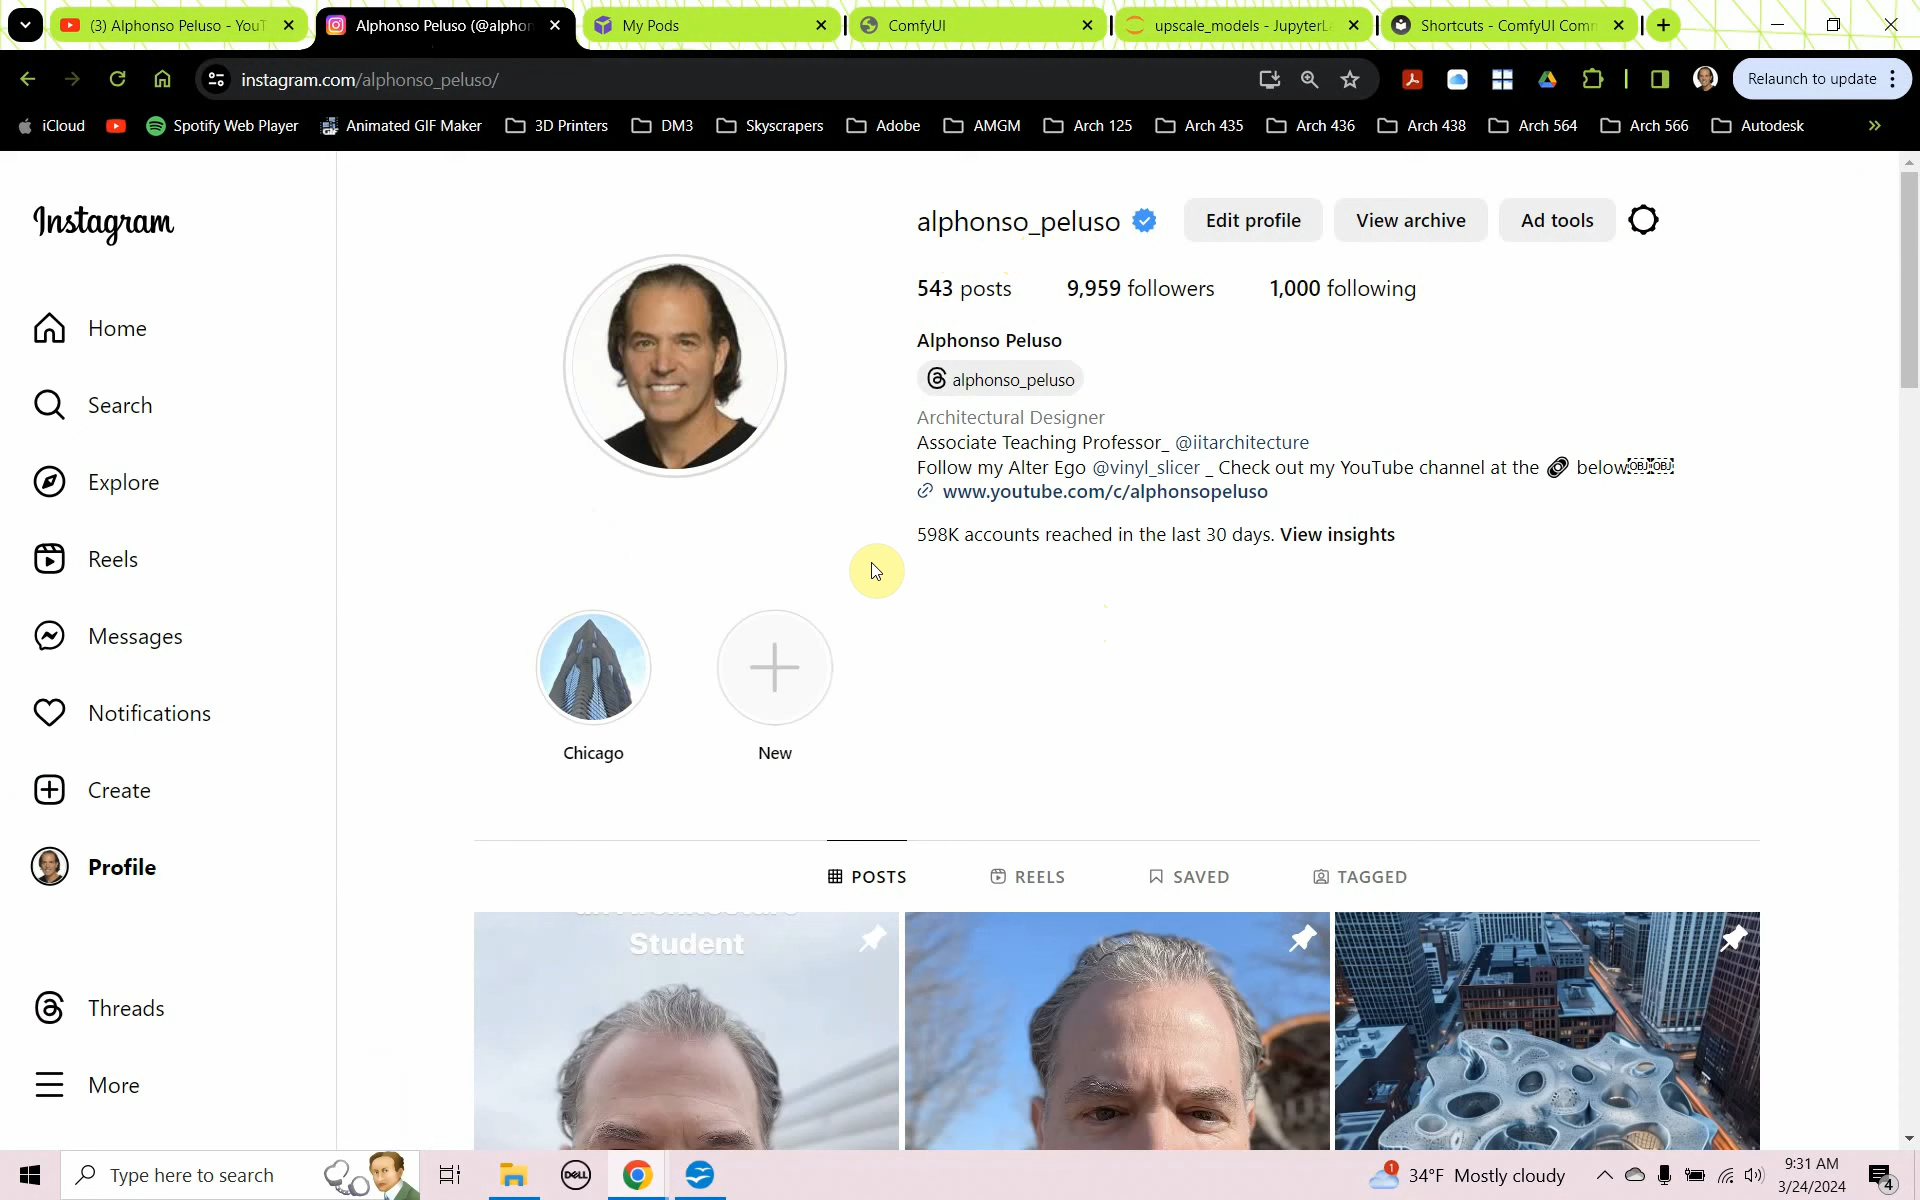 (3) Alphonso Peluso - YouT
Alphonso Peluso (@alphon
My Pods
ComfyUI
upscale_models - JupyterLa
Shortcuts - ComfyUI Comm
instagram.com/alphonso_peluso/
Relaunch to update
iCloud
Spotify Web Player
Animated GIF Maker
3D Printers
DM3
Skyscrapers
Adobe
AMGM
Arch 125
Arch 435
Arch 436
Arch 438
Arch 564
Arch 566
Autodesk
Instagram
alphonso_peluso
Edit profile
View archive
Ad tools
543 posts
9,959 followers
1,000 following
Alphonso Peluso
alphonso_peluso
Architectural Designer
Associate Teaching Professor_ @iitarchitecture
Follow my Alter Ego @vinyl_slicer _ Check out my YouTube channel at the 🔗 below
www.youtube.com/c/alphonsopeluso
598K accounts reached in the last 30 days. View insights
Home
Search
Explore
Reels
Messages
Notifications
Create
Profile
Threads
More
Chicago
New
POSTS
REELS
SAVED
TAGGED
Student
Type here to search
DELL
1
34°F Mostly cloudy
9:31 AM
3/24/2024
4